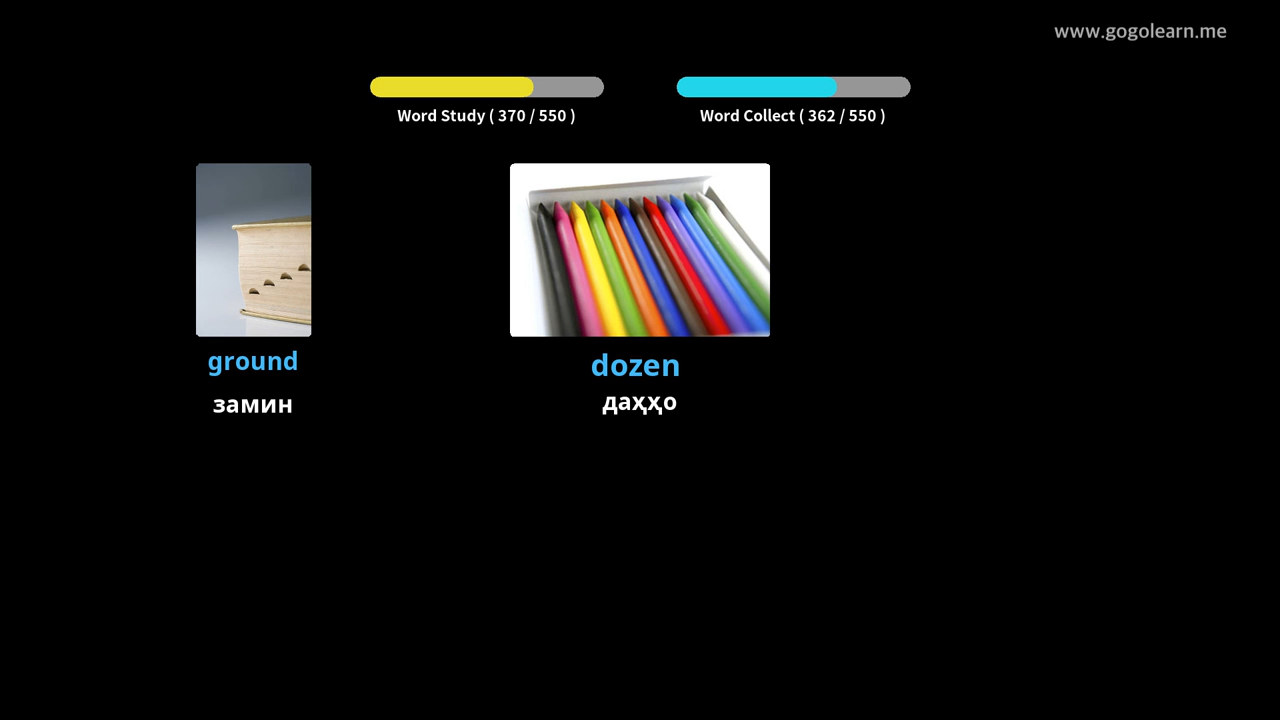 www.gogolearn.me
Word Study ( 370 / 550 )
Word Collect ( 362 / 550 )
ground
замин
dozen
даҳҳо